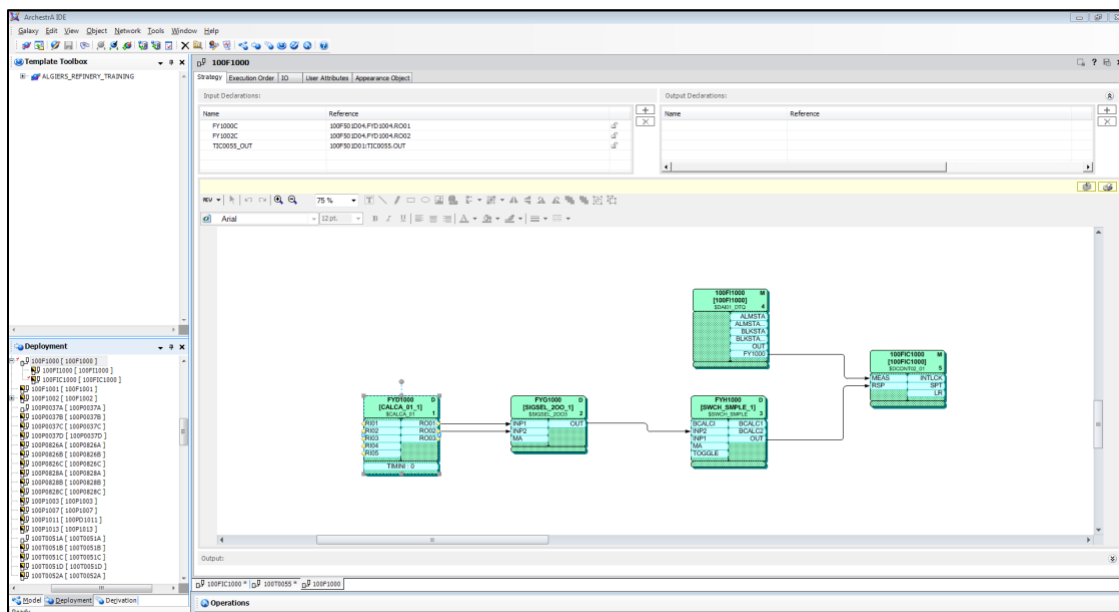 ArchestrA IDE
Galaxy Edit View Object Network Tools Window Help
Template Toolbox
ALGIERS_REFINERY_TRAINING
100F1000
Strategy Execution Order IO User Attributes Appearance Object
Input Declarations:
Name Reference
FY1000C 100F501D04.FYD1004.RO01
FY1002C 100F501D04.FYD1004.RO02
TIC0055_OUT 100F501D01:TIC0055.OUT
Output Declarations:
Name Reference
75 %
Arial 12 pt. B I U
100FI1000 M
[100FI1000]
$DAI01_DTQ 4
ALMSTA
ALMSTA..
BLKSTA
BLKSTA..
OUT
FY1000
100FIC1000 M
[100FIC1000]
$DCONT02_01 5
MEAS INTLCK
RSP SPT
LR
FYD1000 D
[CALCA_01_1]
$CALCA_01 1
RI01 RO01
RI02 RO02
RI03 RO03
RI04
RI05
TIMINI : 0
FYG1000 D
[SIGSEL_2OO_1]
$SIGSEL_2OO3 2
INP1 OUT
INP2
MA
FYH1000 D
[SWCH_SMPLE_1]
$SWCH_SMPLE 3
BCALCI BCALC1
INP2 BCALC2
INP1 OUT
MA
TOGGLE
Deployment
100F1000 [ 100F1000 ]
100FI1000 [ 100FI1000 ]
100FIC1000 [ 100FIC1000 ]
100F1001 [ 100F1001 ]
100F1002 [ 100F1002 ]
100P0037A [ 100P0037A ]
100P0037B [ 100P0037B ]
100P0037C [ 100P0037C ]
100P0037D [ 100P0037D ]
100P0826A [ 100P0826A ]
100P0826B [ 100P0826B ]
100P0826C [ 100P0826C ]
100P0828A [ 100P0828A ]
100P0828B [ 100P0828B ]
100P0828C [ 100P0828C ]
100P1003 [ 100P1003 ]
100P1007 [ 100P1007 ]
100P1011 [ 100PD1011 ]
100P1013 [ 100P1013 ]
100T0051A [ 100T0051A ]
100T0051B [ 100T0051B ]
100T0051C [ 100T0051C ]
100T0051D [ 100T0051D ]
100T0052A [ 100T0052A ]
Output:
Model Deployment Derivation
100FIC1000 * 100T0055 * 100F1000
Operations